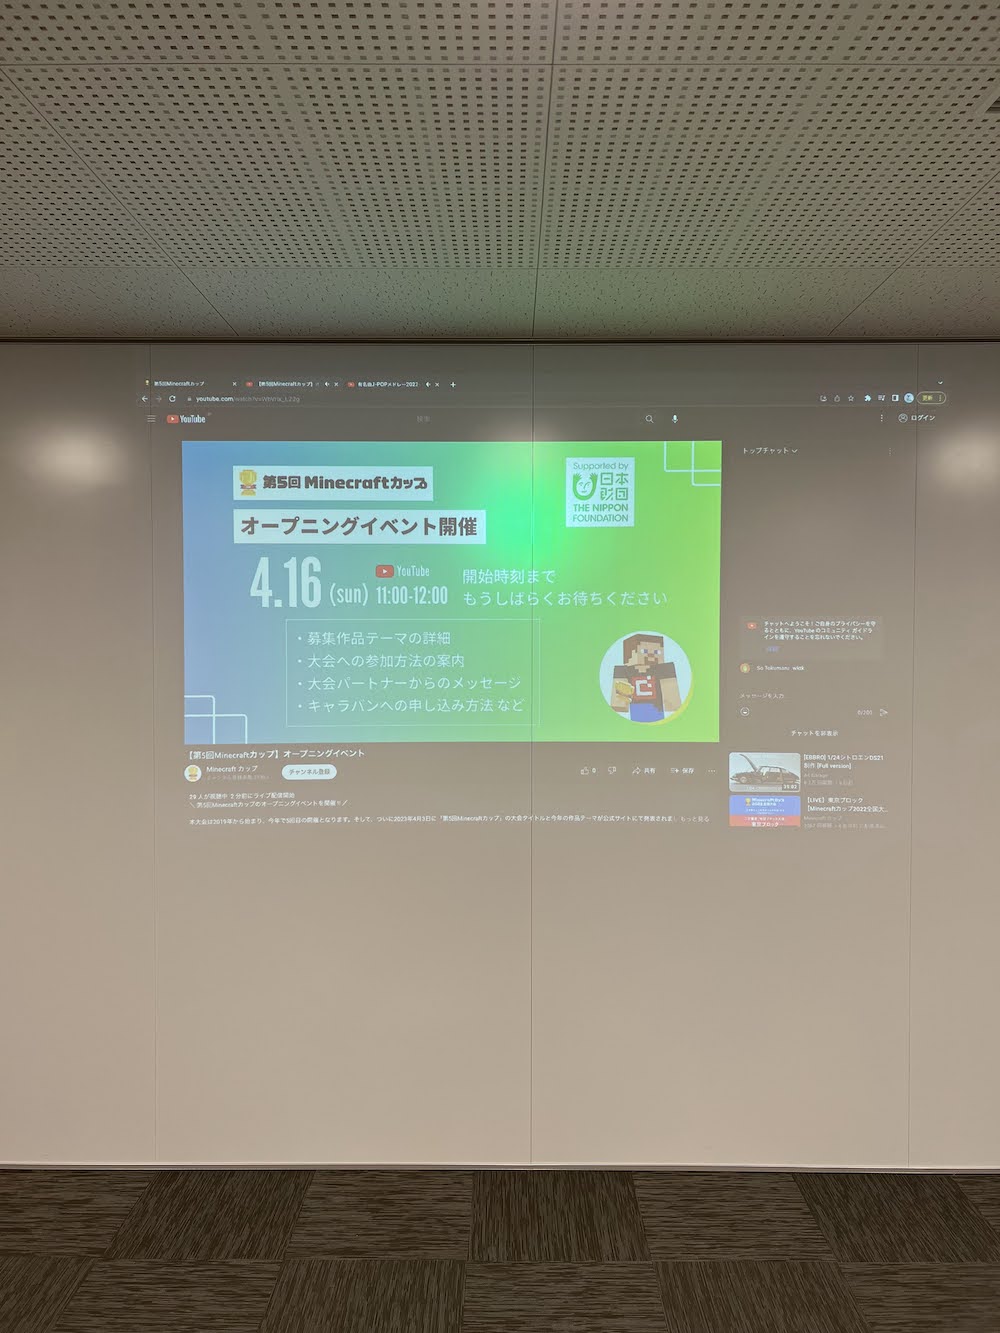 第5回Minecraftカップ
【第5回Minecraftカップ】
有名曲J-POPメドレー2023
youtube.com
更新
YouTube
検索
ログイン
第5回 Minecraftカップ
オープニングイベント開催
4.16 (sun) YouTube 11:00-12:00
開始時刻まで
もうしばらくお待ちください
Supported by
日本
財団
THE NIPPON
FOUNDATION
・募集作品テーマの詳細
・大会への参加方法の案内
・大会パートナーからのメッセージ
・キャラバンへの申し込み方法 など
【第5回Minecraftカップ】オープニングイベント
Minecraft カップ
チャンネル登録
0
共有
保存
29 人が視聴中 2 分前にライブ配信開始
＼ 第5回Minecraftカップのオープニングイベントを開催!! ／
本大会は2019年から始まり、今年で5回目の開催となります。そして、ついに2023年4月5日に「第5回Minecraftカップ」の大会タイトルと今年の作品テーマが公式サイトにて発表されま… もっと見る
トップチャット
チャットへようこそ！ご自身のプライバシーを守
るとともに、YouTube のコミュニティ ガイドラ
インを遵守することを忘れないでください。
詳細
メッセージを入力
0/200
チャットを非表示
[EBBRO] 1/24シトロエンDS21
制作 [Full version]
【LIVE】東京ブロック
【Minecraftカップ2022全国大...
Minecraftカップ